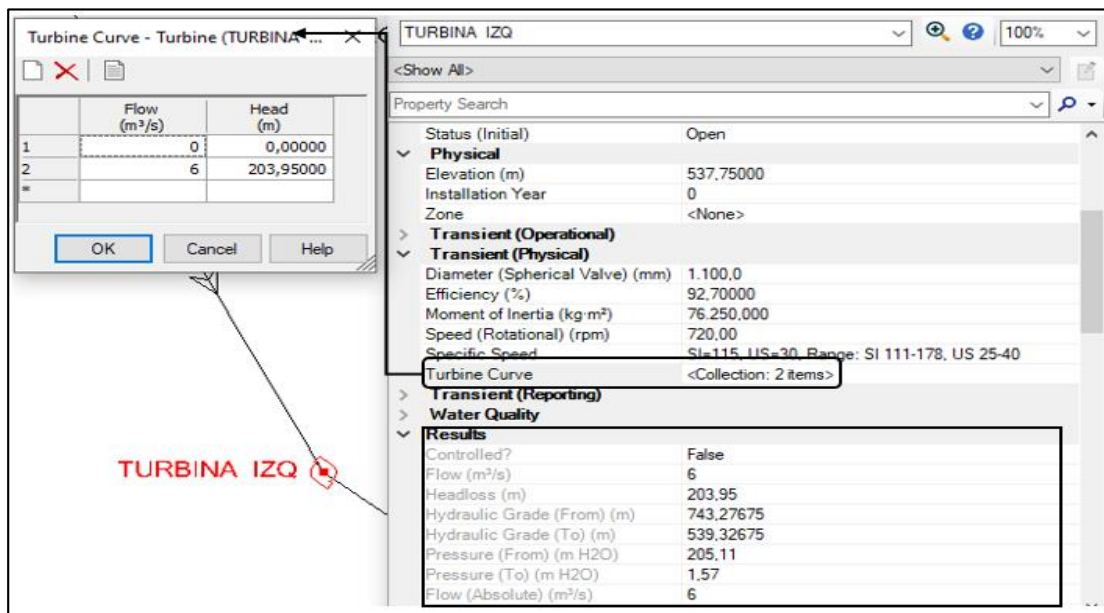 Turbine Curve - Turbine (TURBINA ...
Flow (m³/s) Head (m)
1 0 0,00000
2 6 203,95000
*
OK Cancel Help
TURBINA IZQ
TURBINA IZQ
100%
<Show All>
Property Search
Status (Initial) Open
Physical
Elevation (m) 537,75000
Installation Year 0
Zone <None>
Transient (Operational)
Transient (Physical)
Diameter (Spherical Valve) (mm) 1.100,0
Efficiency (%) 92,70000
Moment of Inertia (kg·m²) 76.250,000
Speed (Rotational) (rpm) 720,00
Specific Speed SI=115, US=30, Range: SI 111-178, US 25-40
Turbine Curve <Collection: 2 items>
Transient (Reporting)
Water Quality
Results
Controlled? False
Flow (m³/s) 6
Headloss (m) 203,95
Hydraulic Grade (From) (m) 743,27675
Hydraulic Grade (To) (m) 539,32675
Pressure (From) (m H2O) 205,11
Pressure (To) (m H2O) 1,57
Flow (Absolute) (m³/s) 6